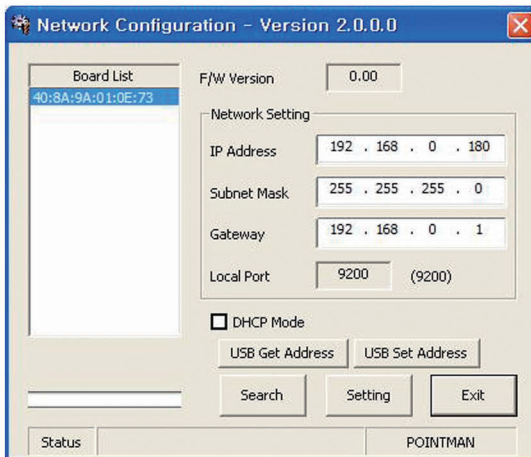 Network Configuration - Version 2.0.0.0
Board List
40:8A:9A:01:0E:73
F/W Version 0.00
Network Setting
IP Address 192 . 168 . 0 . 180
Subnet Mask 255 . 255 . 255 . 0
Gateway 192 . 168 . 0 . 1
Local Port 9200 (9200)
DHCP Mode
USB Get Address USB Set Address
Search Setting Exit
Status POINTMAN